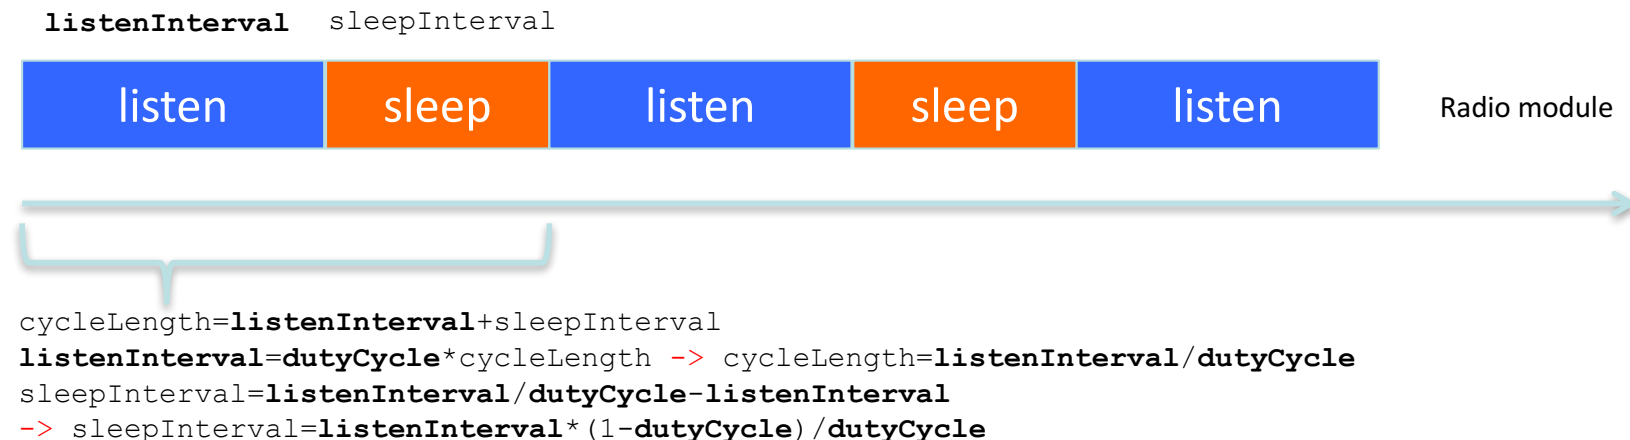 listenInterval sleepInterval
listen sleep listen sleep listen Radio module
cycleLength=listenInterval+sleepInterval
listenInterval=dutyCycle*cycleLength -> cycleLength=listenInterval/dutyCycle
sleepInterval=listenInterval/dutyCycle-listenInterval
-> sleepInterval=listenInterval*(1-dutyCycle)/dutyCycle